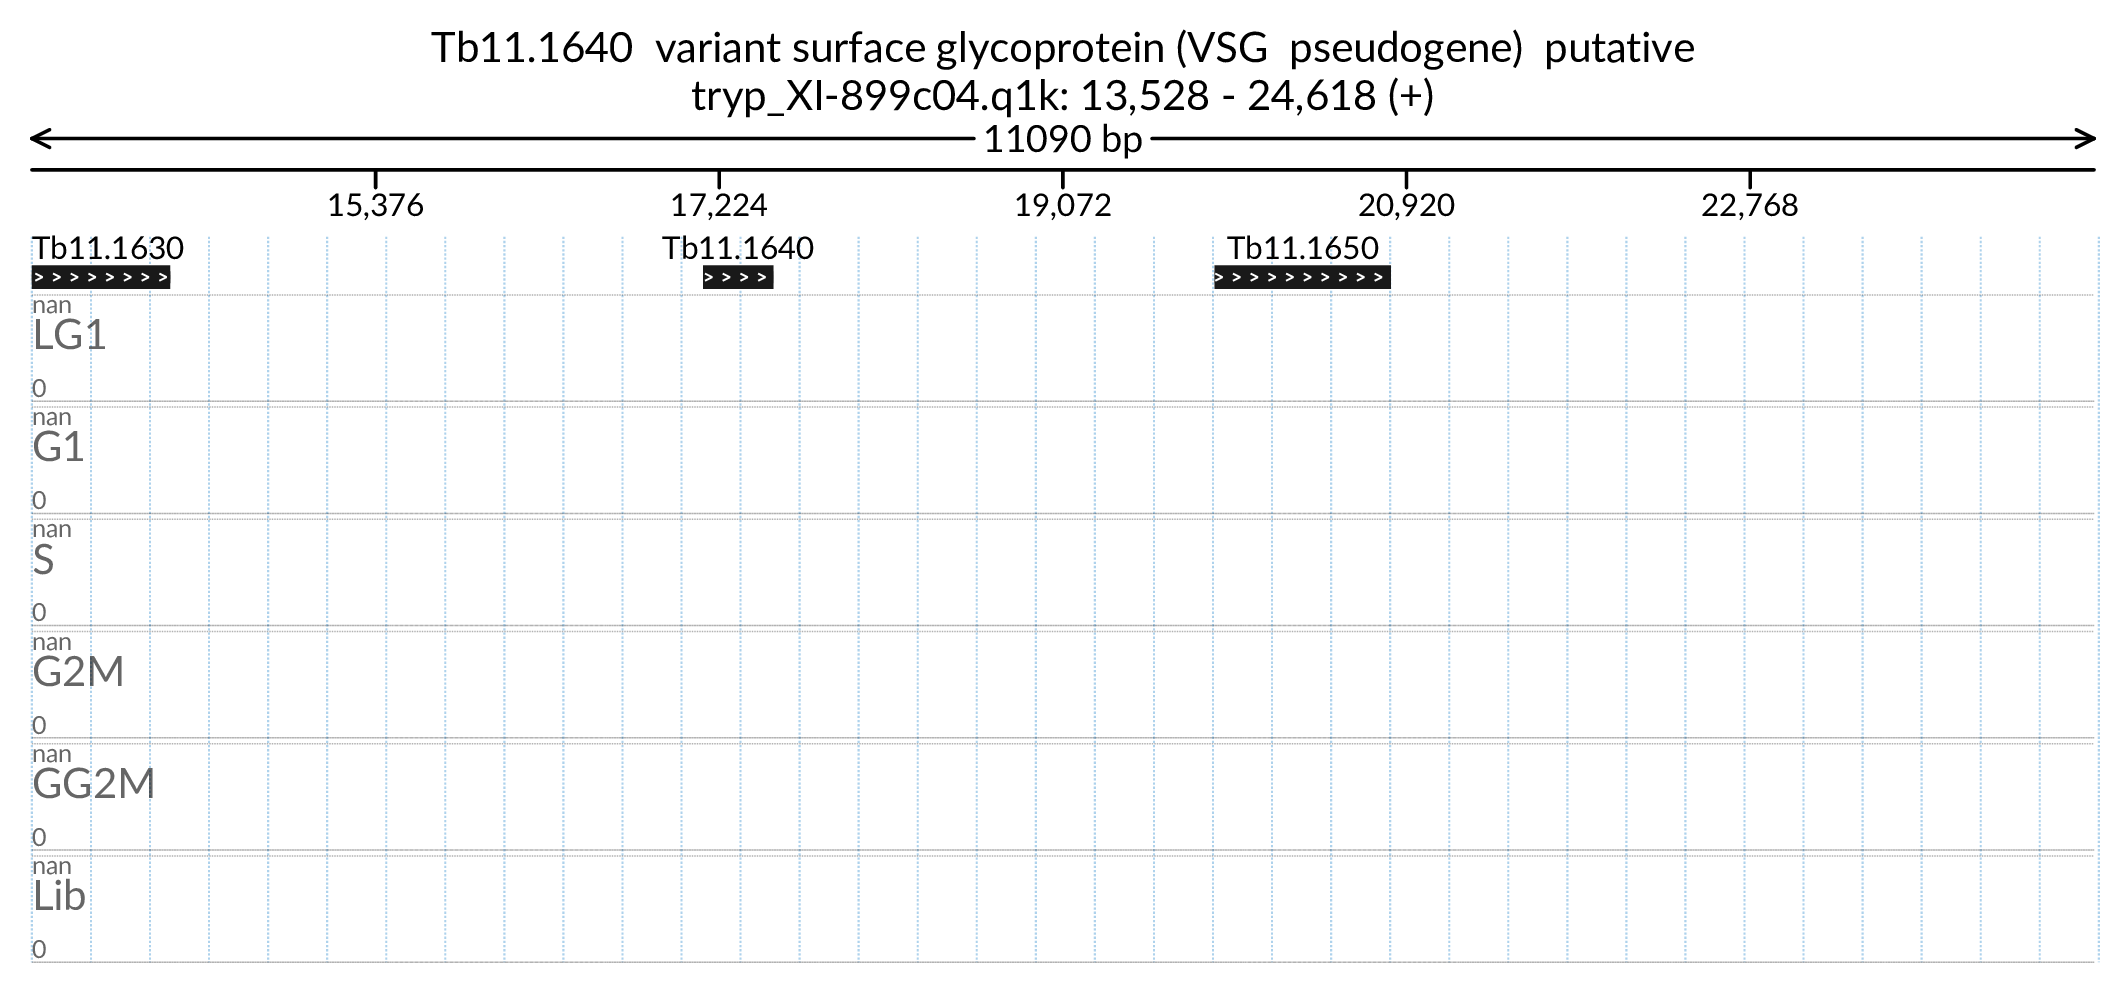 Tb11.1640 variant surface glycoprotein (VSG pseudogene) putative
tryp_XI-899c04.q1k: 13,528 - 24,618 (+)
11090 bp
15,376 17,224 19,072 20,920 22,768
Tb11.1630 Tb11.1640 Tb11.1650
nan
LG1
0
nan
G1
0
nan
S
0
nan
G2M
0
nan
GG2M
0
nan
Lib
0